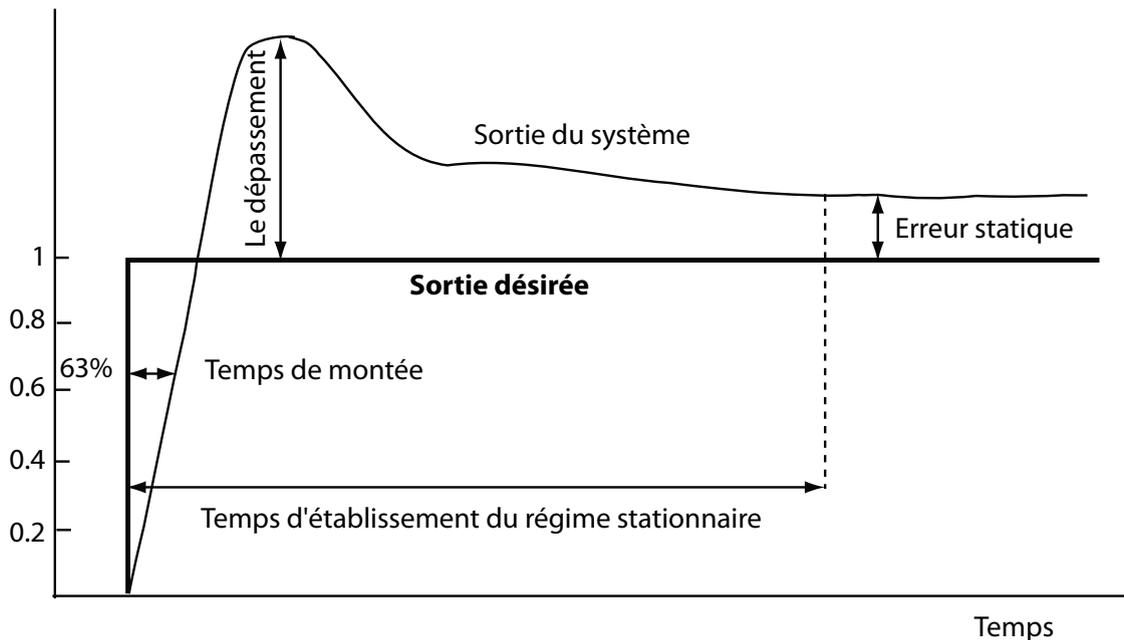 Le dépassement
Sortie du système
Erreur statique
1
Sortie désirée
0.8
63%
Temps de montée
0.6
0.4
Temps d'établissement du régime stationnaire
0.2
Temps